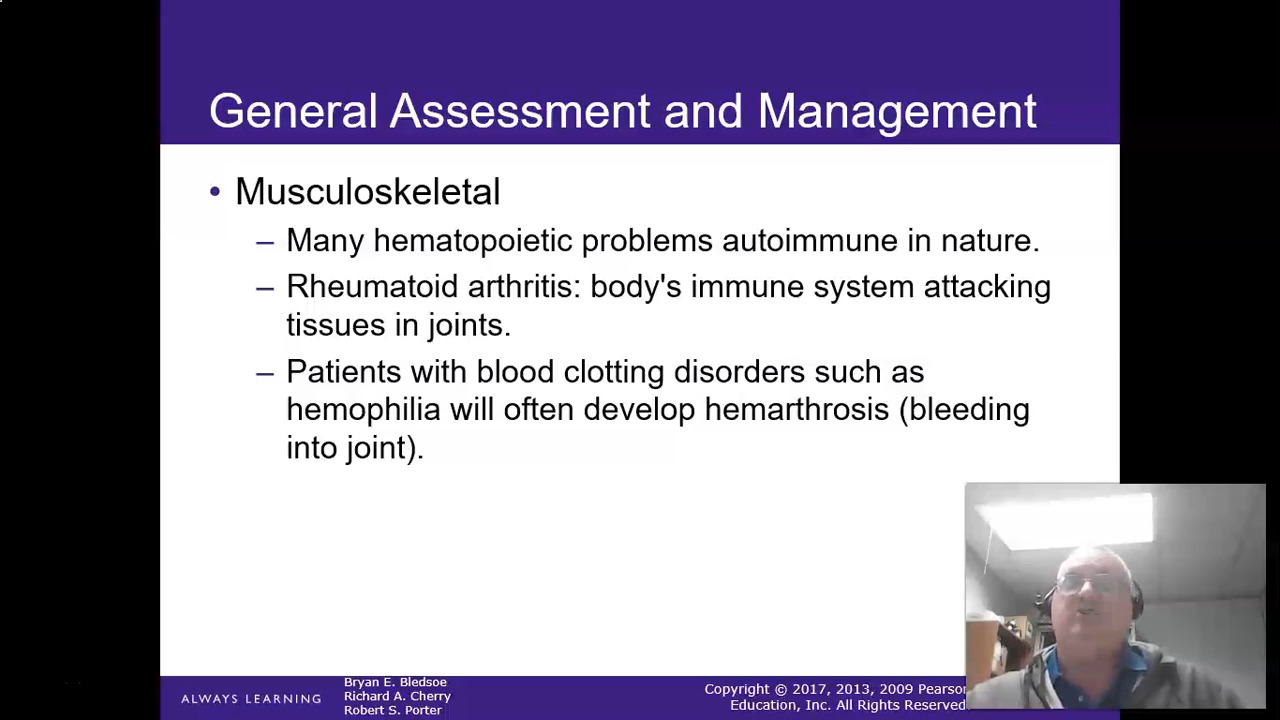 General Assessment and Management
• Musculoskeletal
– Many hematopoietic problems autoimmune in nature.
– Rheumatoid arthritis: body's immune system attacking
tissues in joints.
– Patients with blood clotting disorders such as
hemophilia will often develop hemarthrosis (bleeding
into joint).
ALWAYS LEARNING
Bryan E. Bledsoe
Richard A. Cherry
Robert S. Porter
Copyright © 2017, 2013, 2009 Pearson
Education, Inc. All Rights Reserved